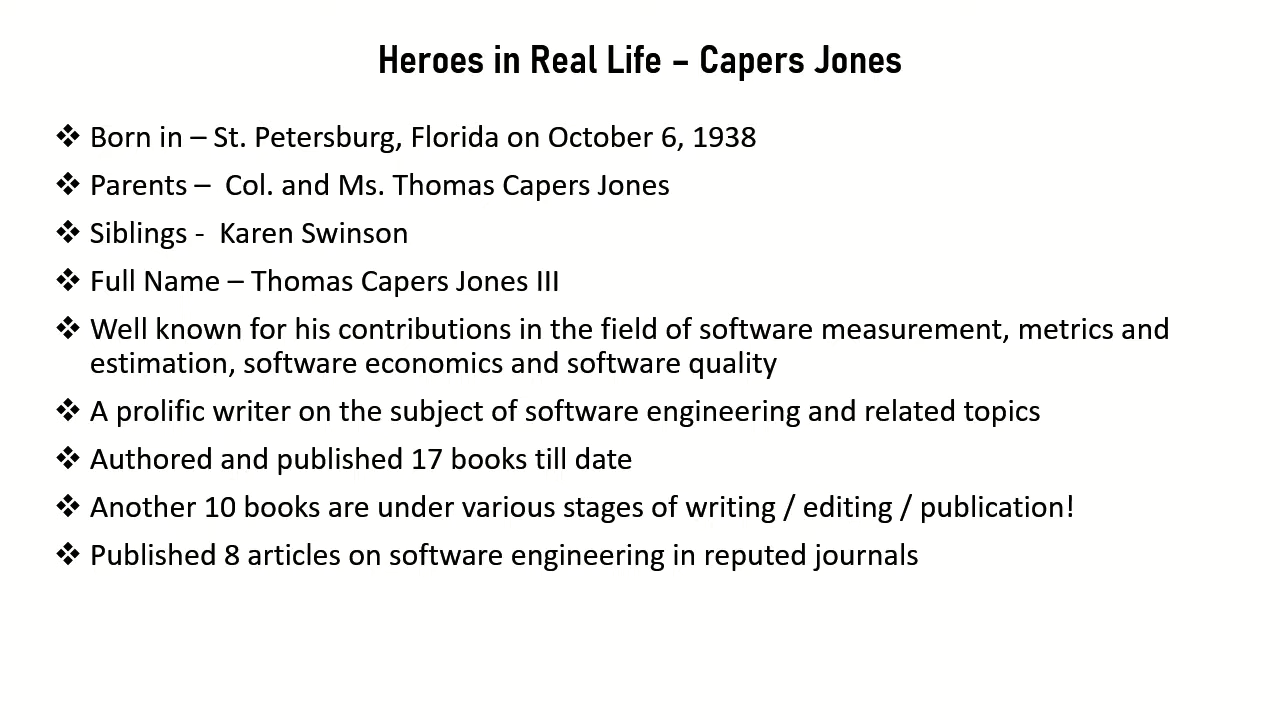 Heroes in Real Life – Capers Jones
❖ Born in – St. Petersburg, Florida on October 6, 1938
❖ Parents –  Col. and Ms. Thomas Capers Jones
❖ Siblings -  Karen Swinson
❖ Full Name – Thomas Capers Jones III
❖ Well known for his contributions in the field of software measurement, metrics and
estimation, software economics and software quality
❖ A prolific writer on the subject of software engineering and related topics
❖ Authored and published 17 books till date
❖ Another 10 books are under various stages of writing / editing / publication!
❖ Published 8 articles on software engineering in reputed journals